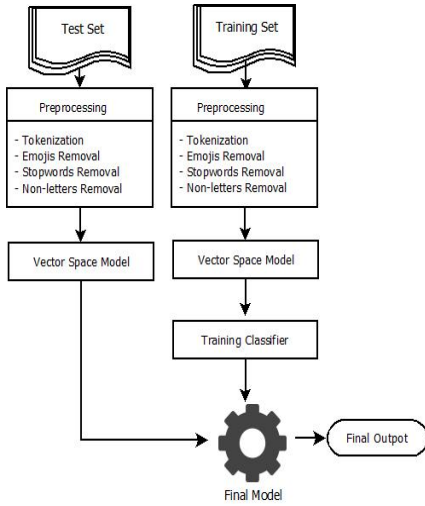 Test Set
Training Set
Preprocessing
- Tokenization
- Emojis Removal
- Stopwords Removal
- Non-letters Removal
Preprocessing
- Tokenization
- Emojis Removal
- Stopwords Removal
- Non-letters Removal
Vector Space Model
Vector Space Model
Training Classifier
Final Model
Final Outpot